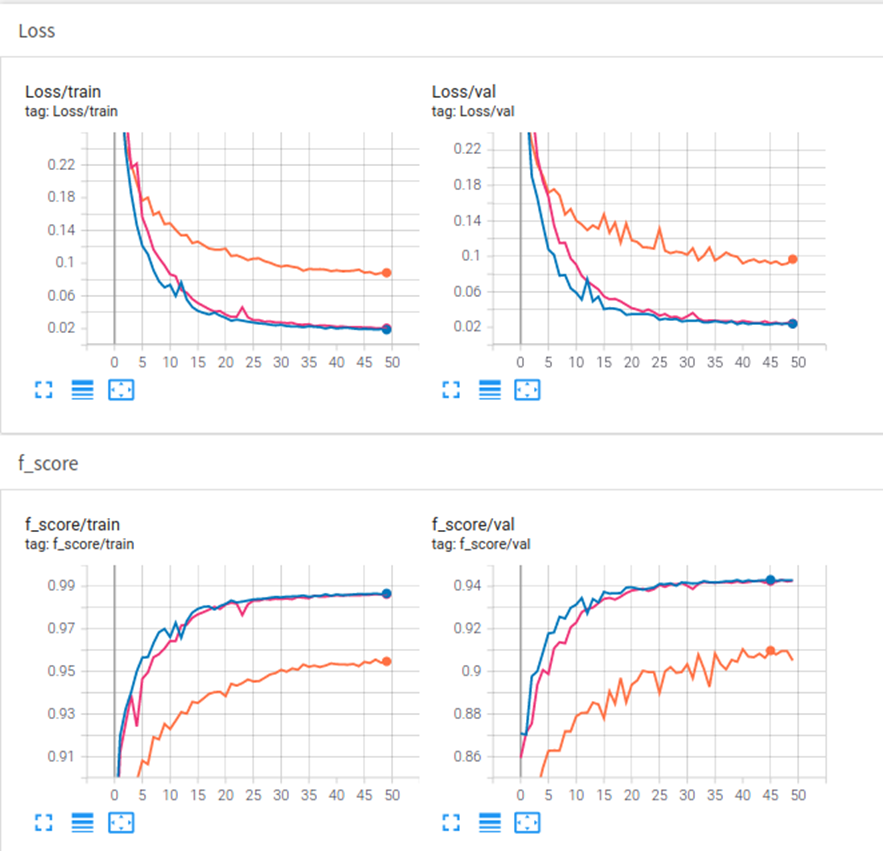 Loss
Loss/train
tag: Loss/train
0.22
0.18
0.14
0.1
0.06
0.02
0 5 10 15 20 25 30 35 40 45 50
Loss/val
tag: Loss/val
0.22
0.18
0.14
0.1
0.06
0.02
0 5 10 15 20 25 30 35 40 45 50
f_score
f_score/train
tag: f_score/train
0.99
0.97
0.95
0.93
0.91
0 5 10 15 20 25 30 35 40 45 50
f_score/val
tag: f_score/val
0.94
0.92
0.9
0.88
0.86
0 5 10 15 20 25 30 35 40 45 50